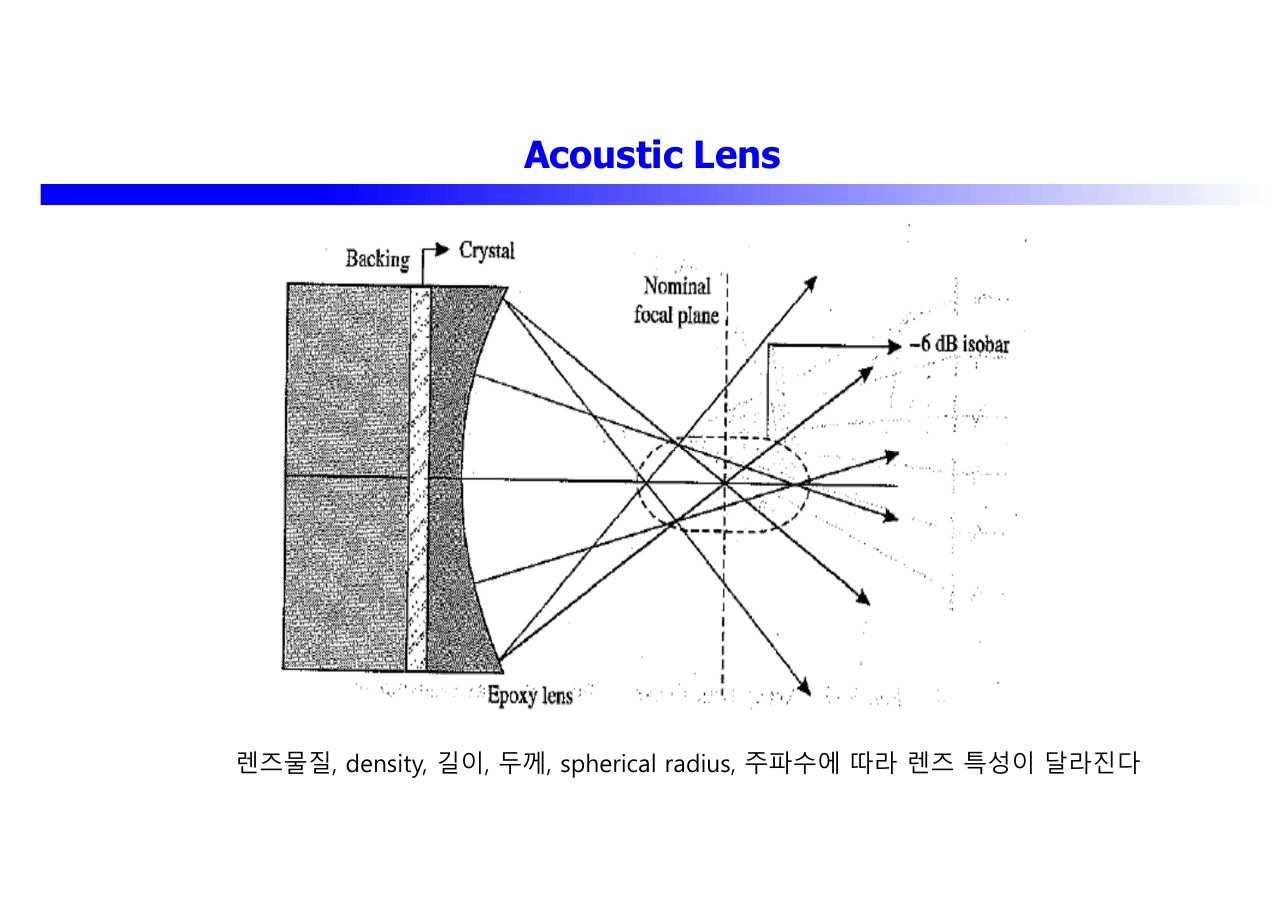 Acoustic Lens
Backing
Crystal
Nominal
focal plane
-6 dB isobar
Epoxy lens
렌즈물질, density, 길이, 두께, spherical radius, 주파수에 따라 렌즈 특성이 달라진다